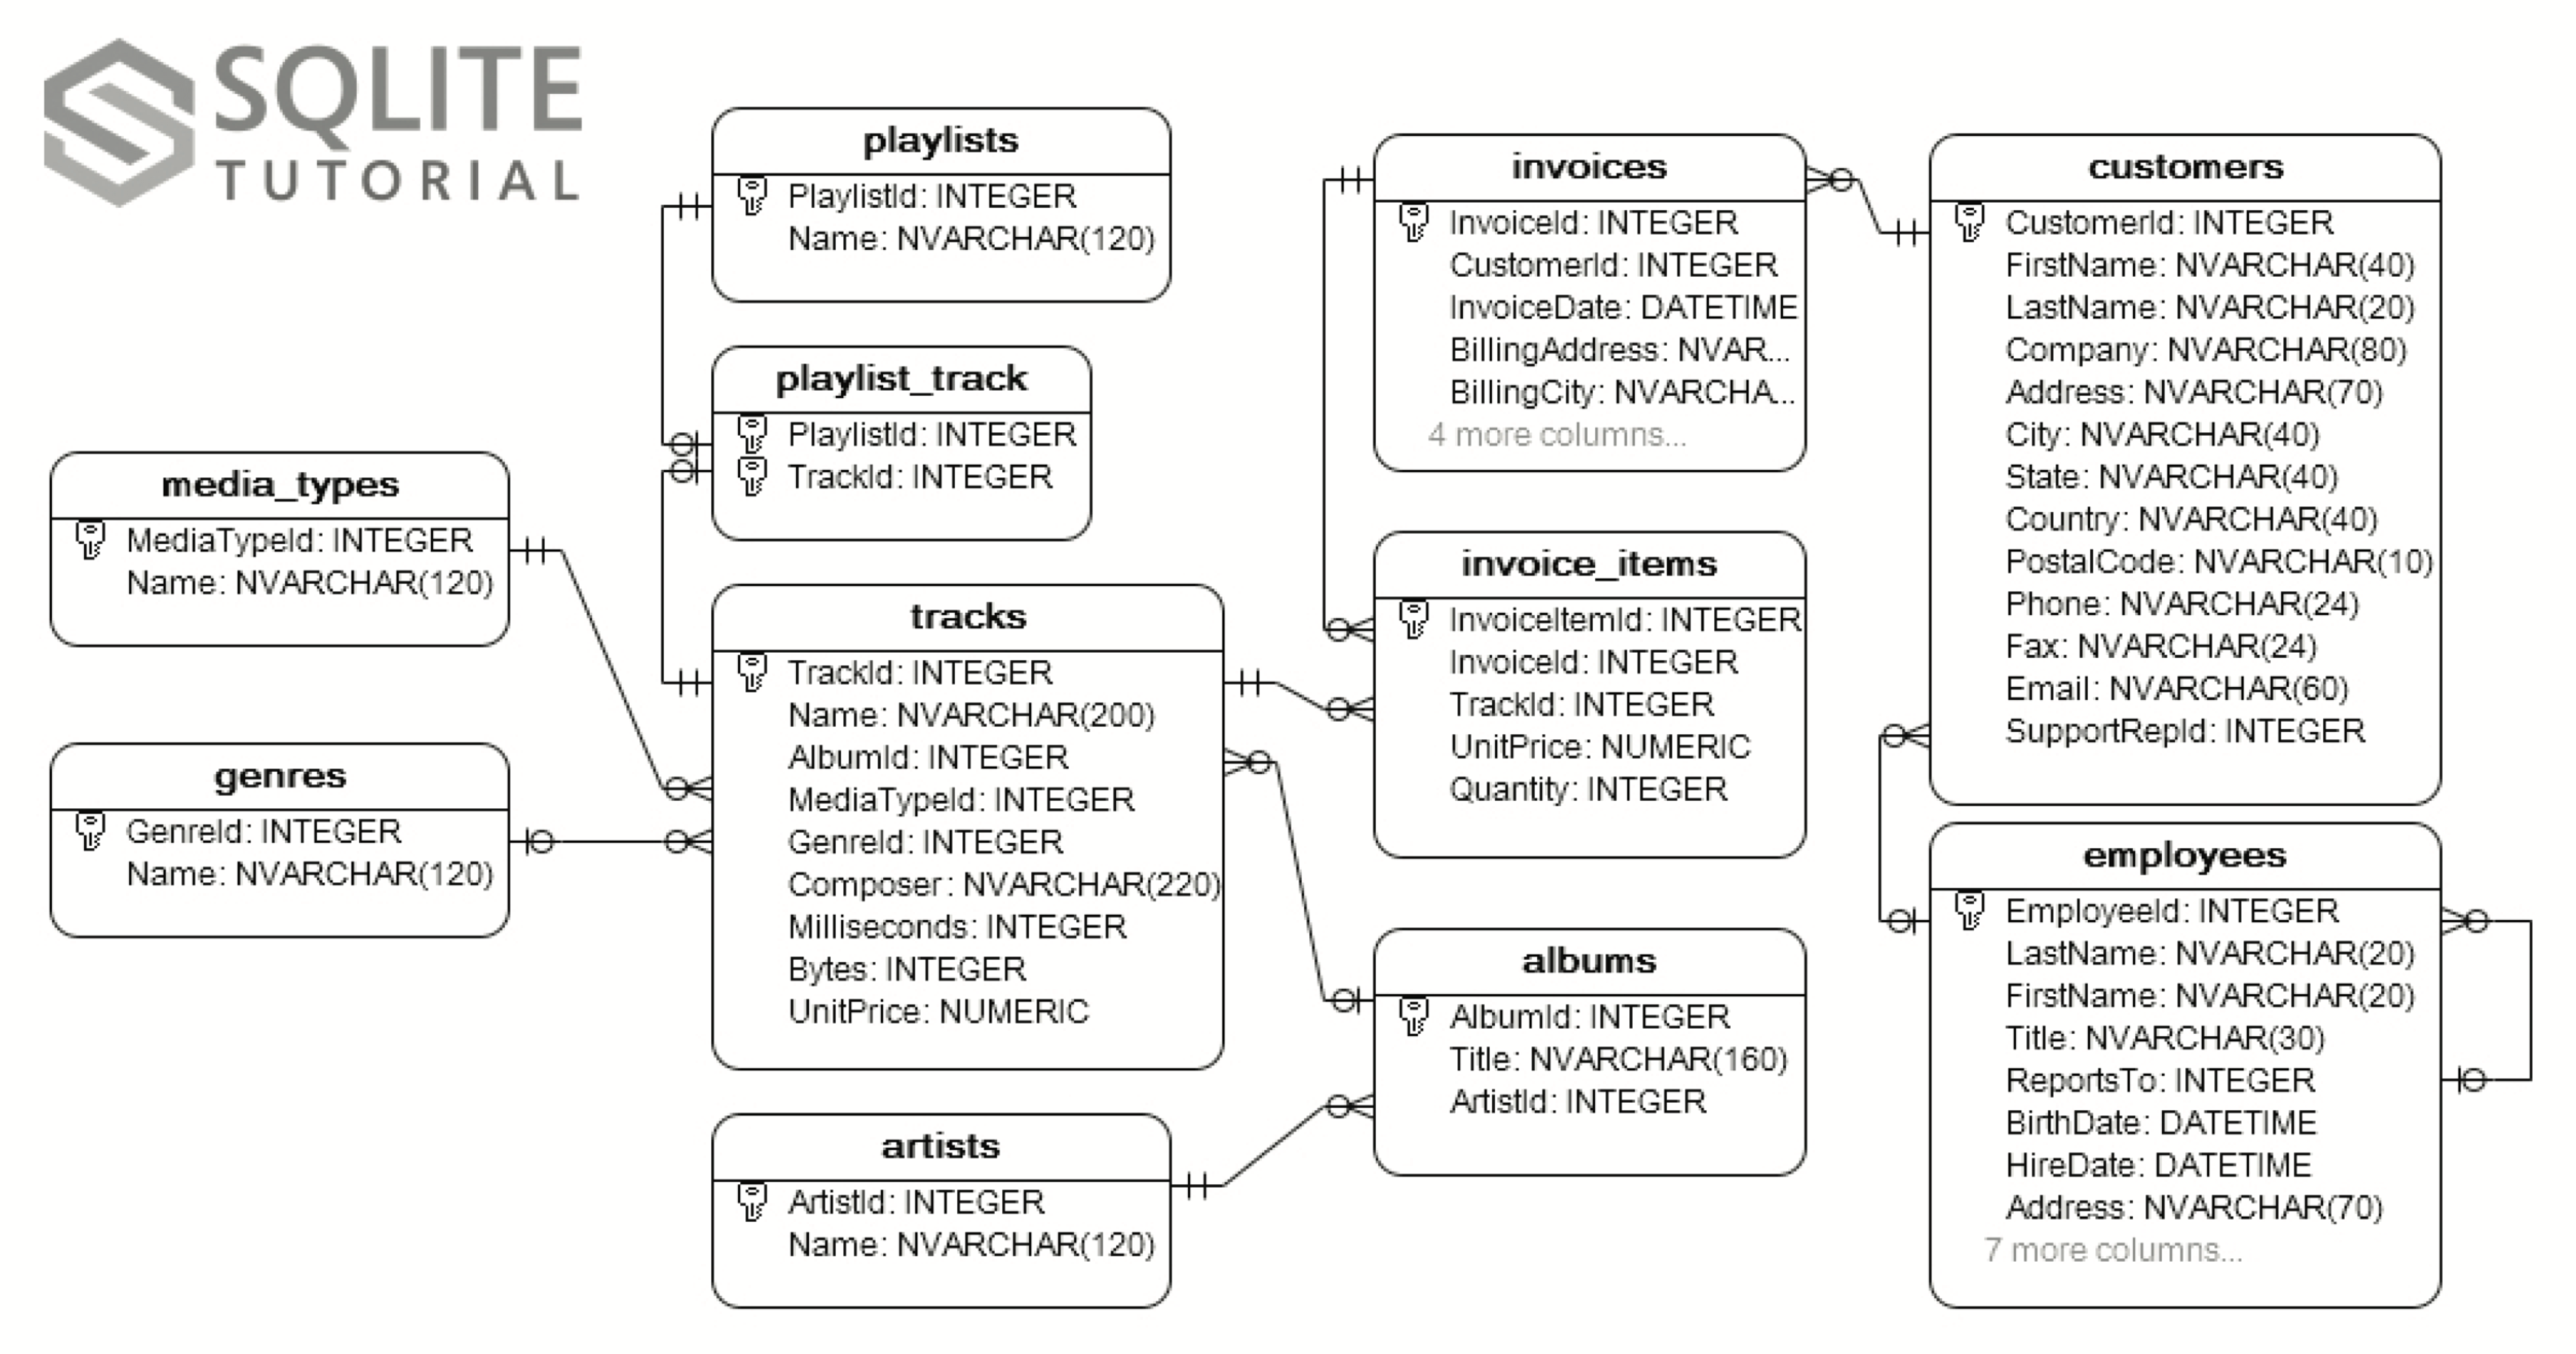 SQLITE
TUTORIAL
playlists
PlaylistId: INTEGER
Name: NVARCHAR(120)
playlist_track
PlaylistId: INTEGER
TrackId: INTEGER
media_types
MediaTypeId: INTEGER
Name: NVARCHAR(120)
genres
GenreId: INTEGER
Name: NVARCHAR(120)
tracks
TrackId: INTEGER
Name: NVARCHAR(200)
AlbumId: INTEGER
MediaTypeId: INTEGER
GenreId: INTEGER
Composer: NVARCHAR(220)
Milliseconds: INTEGER
Bytes: INTEGER
UnitPrice: NUMERIC
artists
ArtistId: INTEGER
Name: NVARCHAR(120)
invoices
InvoiceId: INTEGER
CustomerId: INTEGER
InvoiceDate: DATETIME
BillingAddress: NVAR...
BillingCity: NVARCHA...
4 more columns...
invoice_items
InvoiceItemId: INTEGER
InvoiceId: INTEGER
TrackId: INTEGER
UnitPrice: NUMERIC
Quantity: INTEGER
albums
AlbumId: INTEGER
Title: NVARCHAR(160)
ArtistId: INTEGER
customers
CustomerId: INTEGER
FirstName: NVARCHAR(40)
LastName: NVARCHAR(20)
Company: NVARCHAR(80)
Address: NVARCHAR(70)
City: NVARCHAR(40)
State: NVARCHAR(40)
Country: NVARCHAR(40)
PostalCode: NVARCHAR(10)
Phone: NVARCHAR(24)
Fax: NVARCHAR(24)
Email: NVARCHAR(60)
SupportRepId: INTEGER
employees
EmployeeId: INTEGER
LastName: NVARCHAR(20)
FirstName: NVARCHAR(20)
Title: NVARCHAR(30)
ReportsTo: INTEGER
BirthDate: DATETIME
HireDate: DATETIME
Address: NVARCHAR(70)
7 more columns...